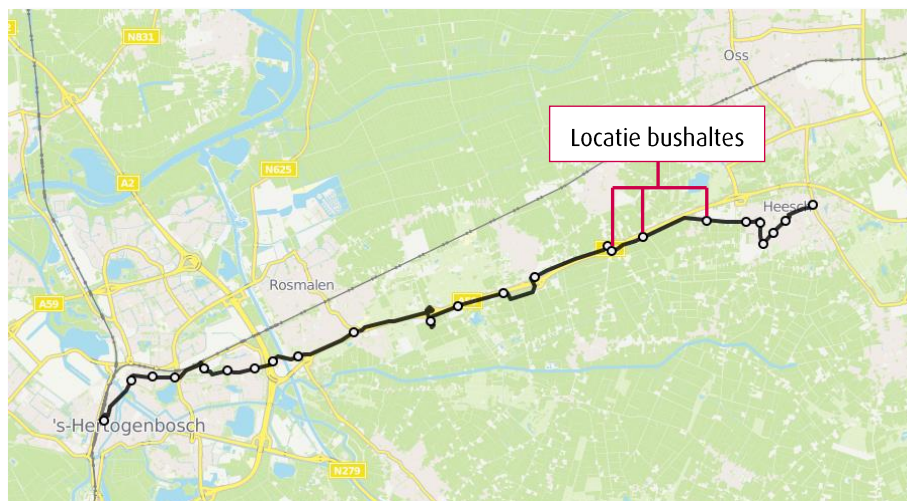 N831
Oss
Locatie bushaltes
A2
N625
Heesch
Rosmalen
A59
's-Hertogenbosch
N279